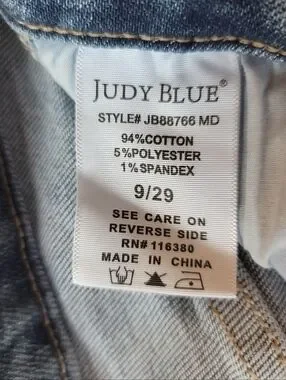 JUDY BLUE®
STYLE# JB88766 MD
94%COTTON
5%POLYESTER
1%SPANDEX
9/29
SEE CARE ON
REVERSE SIDE
RN# 116380
MADE IN CHINA